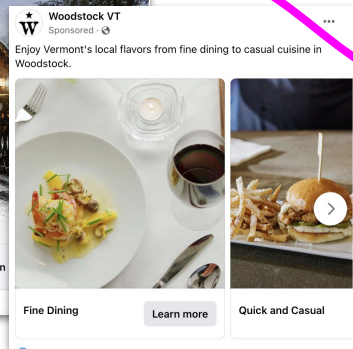 W
Woodstock VT
Sponsored ·
Enjoy Vermont's local flavors from fine dining to casual cuisine in
Woodstock.
Fine Dining
Learn more
Quick and Casual
n